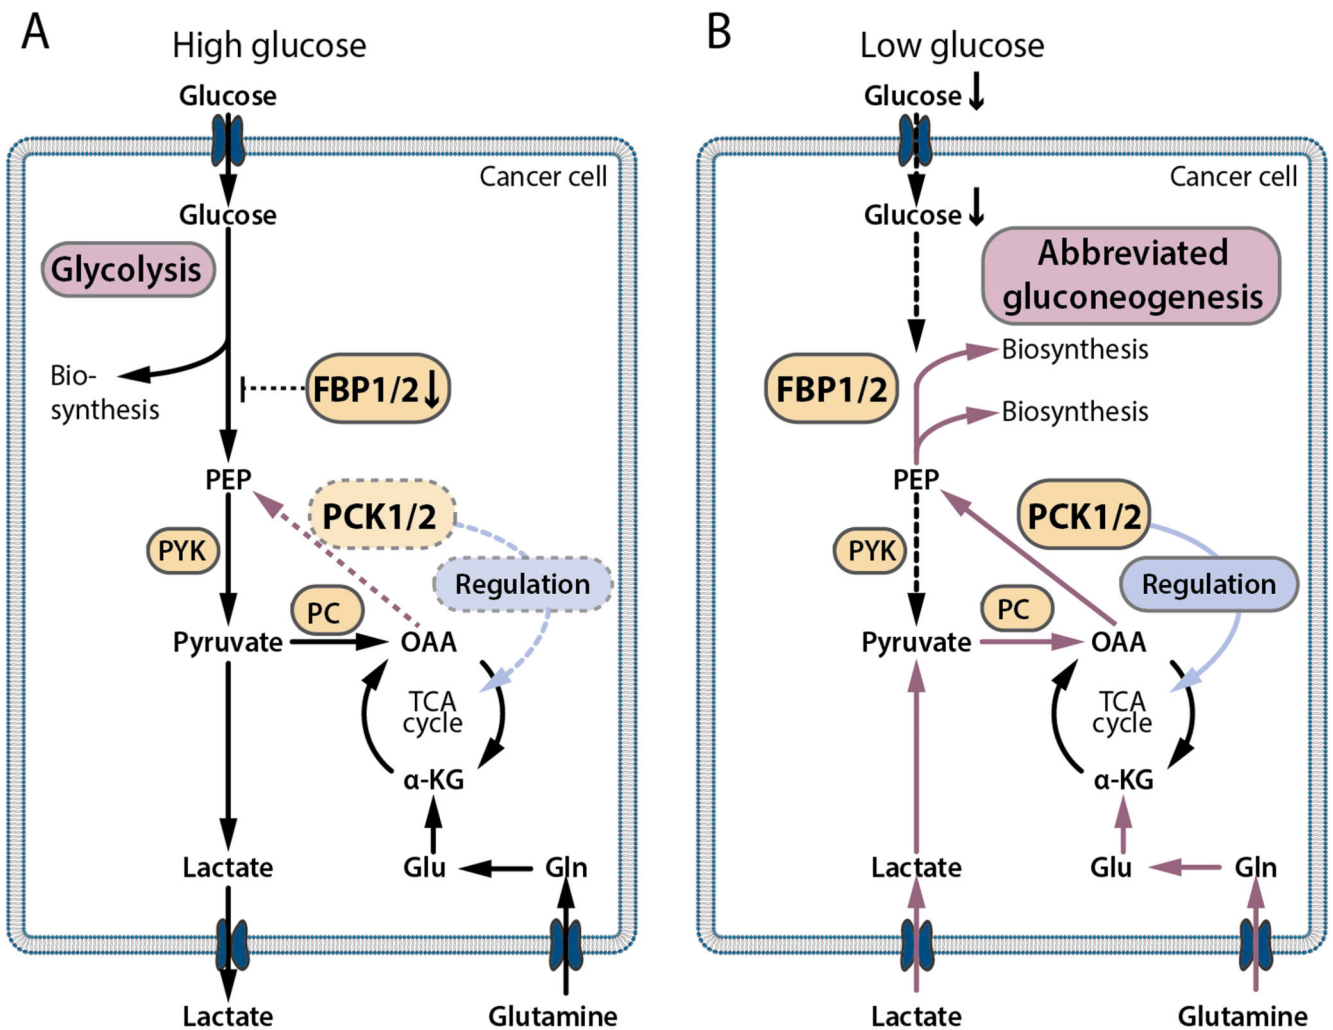 A
High glucose
Glucose
Cancer cell
Glucose
Glycolysis
Bio-
synthesis
FBP1/2↓
PEP
PCK1/2
PYK
Regulation
PC
Pyruvate
OAA
TCA
cycle
α-KG
Lactate
Glu
Gln
Lactate
Glutamine
B
Low glucose
Glucose↓
Cancer cell
Glucose↓
Abbreviated
gluconeogenesis
Biosynthesis
FBP1/2
Biosynthesis
PEP
PCK1/2
PYK
Regulation
PC
Pyruvate
OAA
TCA
cycle
α-KG
Lactate
Glu
Gln
Lactate
Glutamine